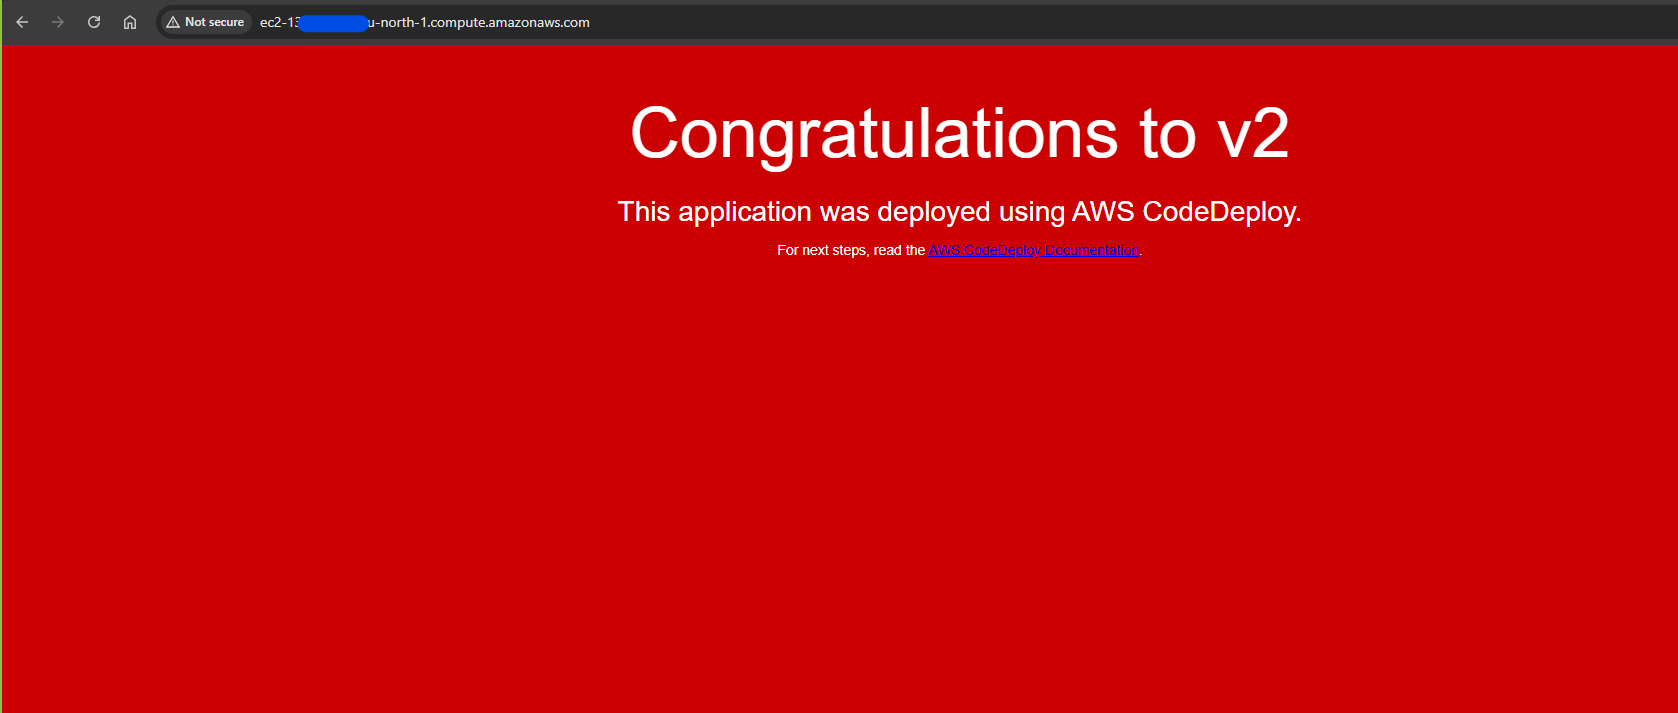 Not secure
ec2-13 u-north-1.compute.amazonaws.com
Congratulations to v2
This application was deployed using AWS CodeDeploy.
For next steps, read the AWS CodeDeploy Documentation.